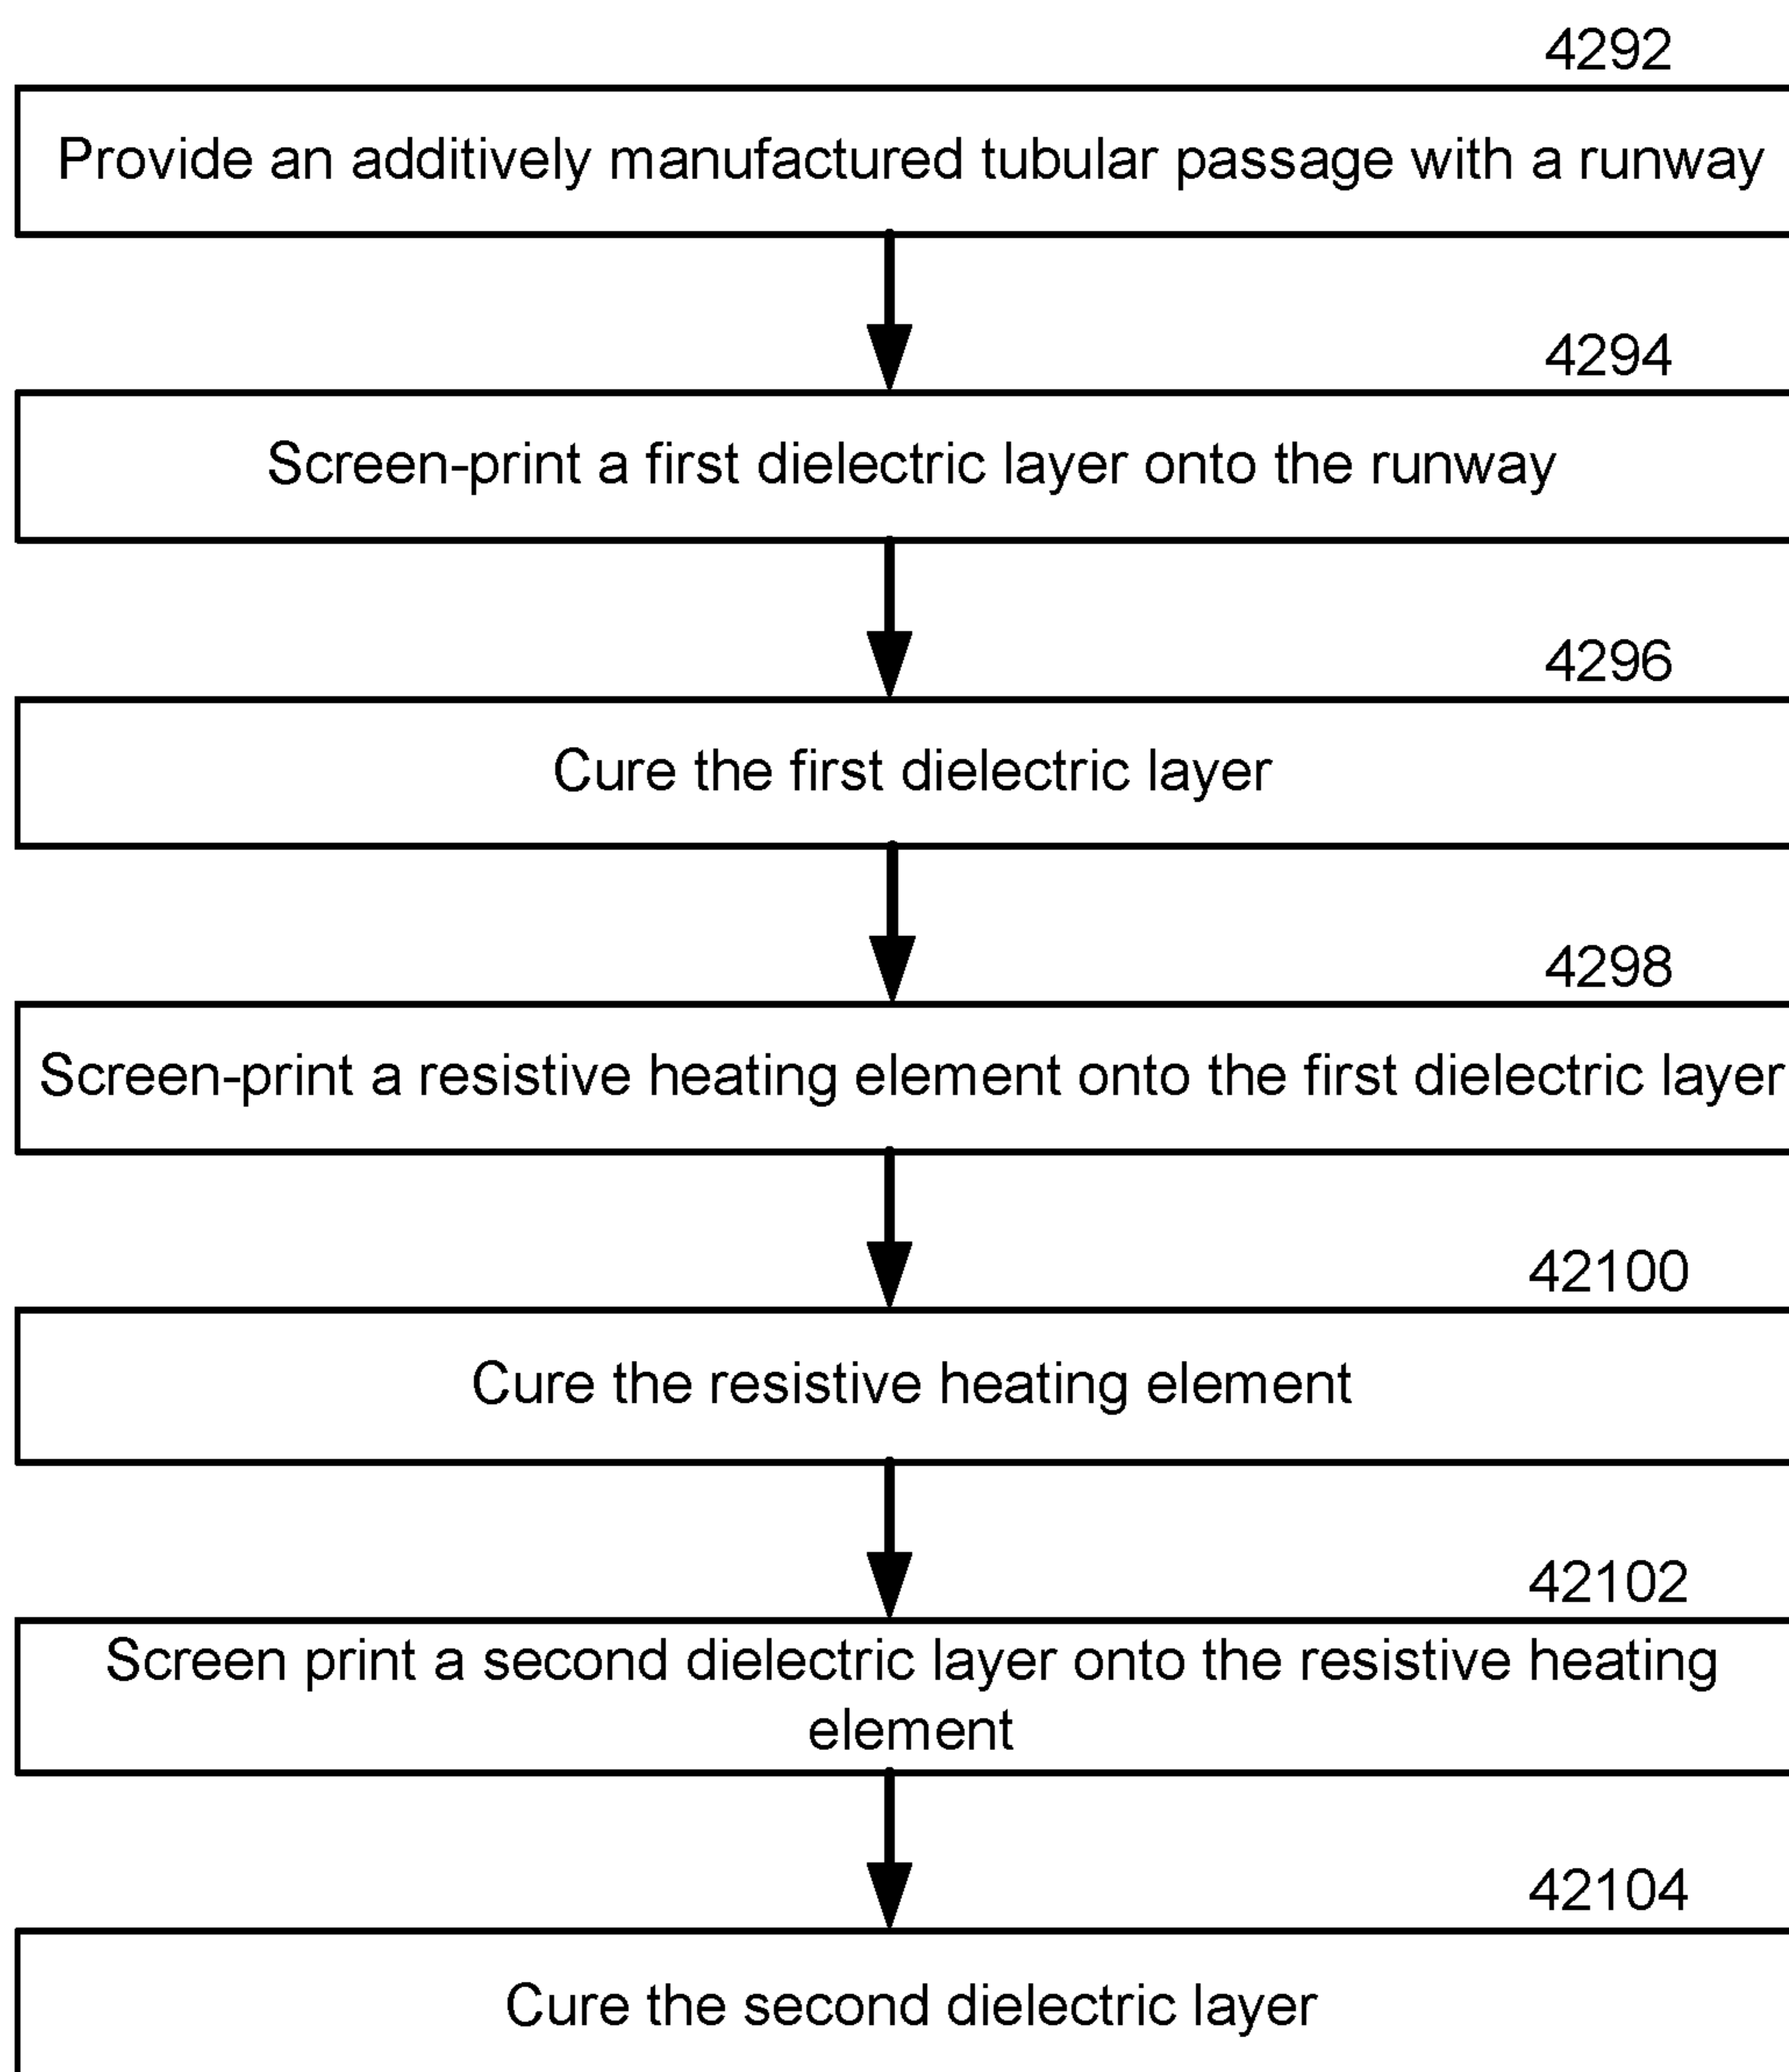 4292
Provide an additively manufactured tubular passage with a runway
4294
Screen-print a first dielectric layer onto the runway
4296
Cure the first dielectric layer
4298
Screen-print a resistive heating element onto the first dielectric layer
42100
Cure the resistive heating element
42102
Screen print a second dielectric layer onto the resistive heating
element
42104
Cure the second dielectric layer